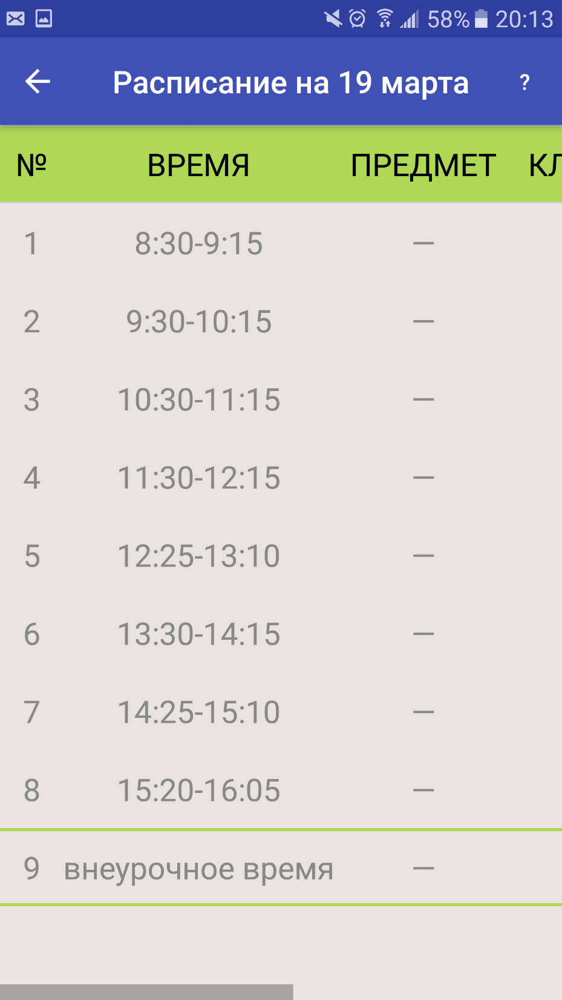 58% 20:13
Расписание на 19 марта ?
№ ВРЕМЯ ПРЕДМЕТ КЛ
1 8:30-9:15 —
2 9:30-10:15 —
3 10:30-11:15 —
4 11:30-12:15 —
5 12:25-13:10 —
6 13:30-14:15 —
7 14:25-15:10 —
8 15:20-16:05 —
9 внеурочное время —